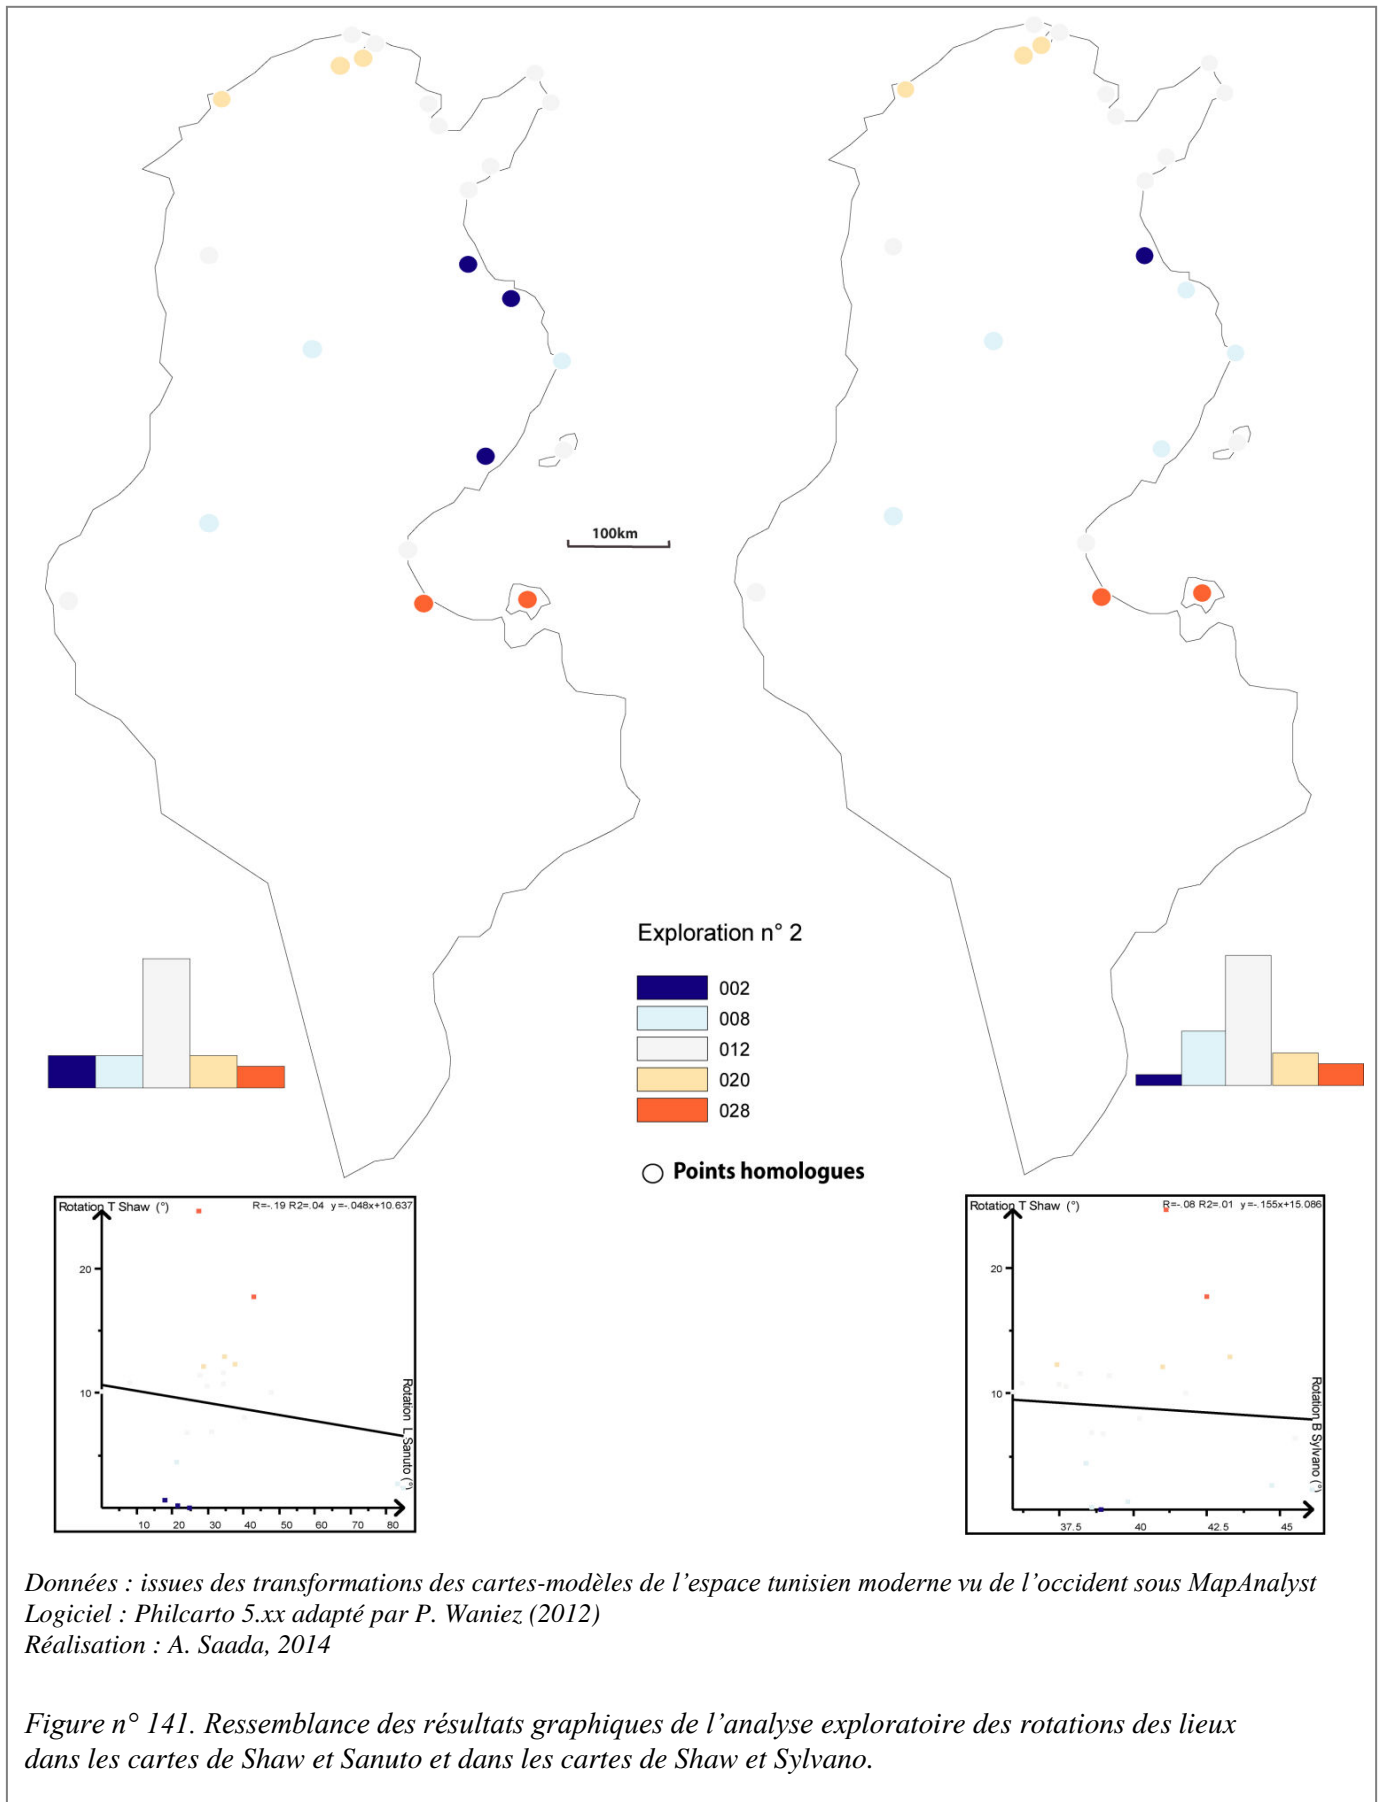 100km
Exploration n° 2
002
008
012
020
028
Points homologues
Rotation T Shaw (°)
R=-.19 R2=.04 y=-.048x+10.637
20
10
Rotation L Sanuto (°)
10 20 30 40 50 60 70 80
Rotation T Shaw (°)
R=-.08 R2=.01 y=-.155x+15.086
20
10
Rotation B Sylvano (°)
37.5 40 42.5 45
Données : issues des transformations des cartes-modèles de l’espace tunisien moderne vu de l’occident sous MapAnalyst
Logiciel : Philcarto 5.xx adapté par P. Waniez (2012)
Réalisation : A. Saada, 2014
Figure n° 141. Ressemblance des résultats graphiques de l’analyse exploratoire des rotations des lieux
dans les cartes de Shaw et Sanuto et dans les cartes de Shaw et Sylvano.